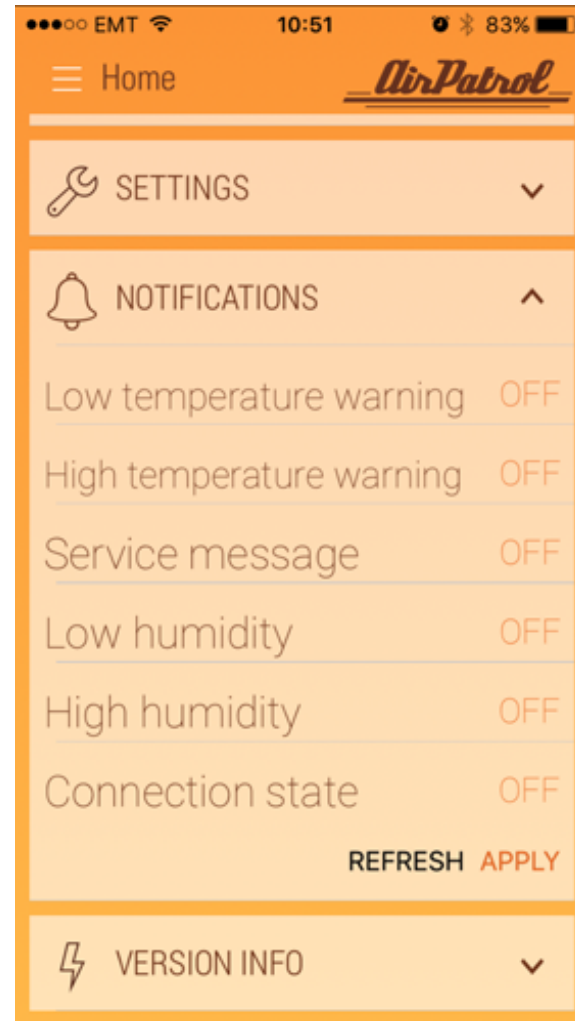 EMT 10:51 83%
Home AirPatrol
SETTINGS
NOTIFICATIONS
Low temperature warning OFF
High temperature warning OFF
Service message OFF
Low humidity OFF
High humidity OFF
Connection state OFF
REFRESH APPLY
VERSION INFO